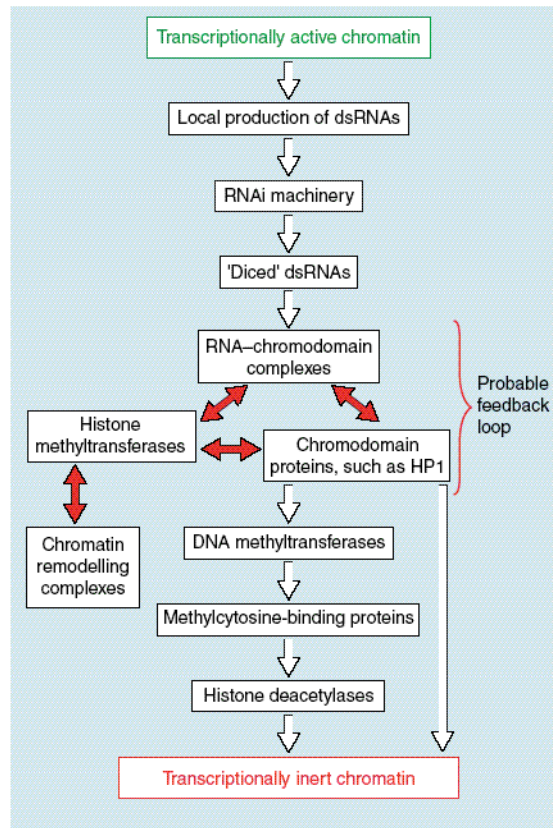 Transcriptionally active chromatin
Local production of dsRNAs
RNAi machinery
'Diced' dsRNAs
RNA–chromodomain
complexes
Probable
feedback
loop
Histone
methyltransferases
Chromodomain
proteins, such as HP1
Chromatin
remodelling
complexes
DNA methyltransferases
Methylcytosine-binding proteins
Histone deacetylases
Transcriptionally inert chromatin